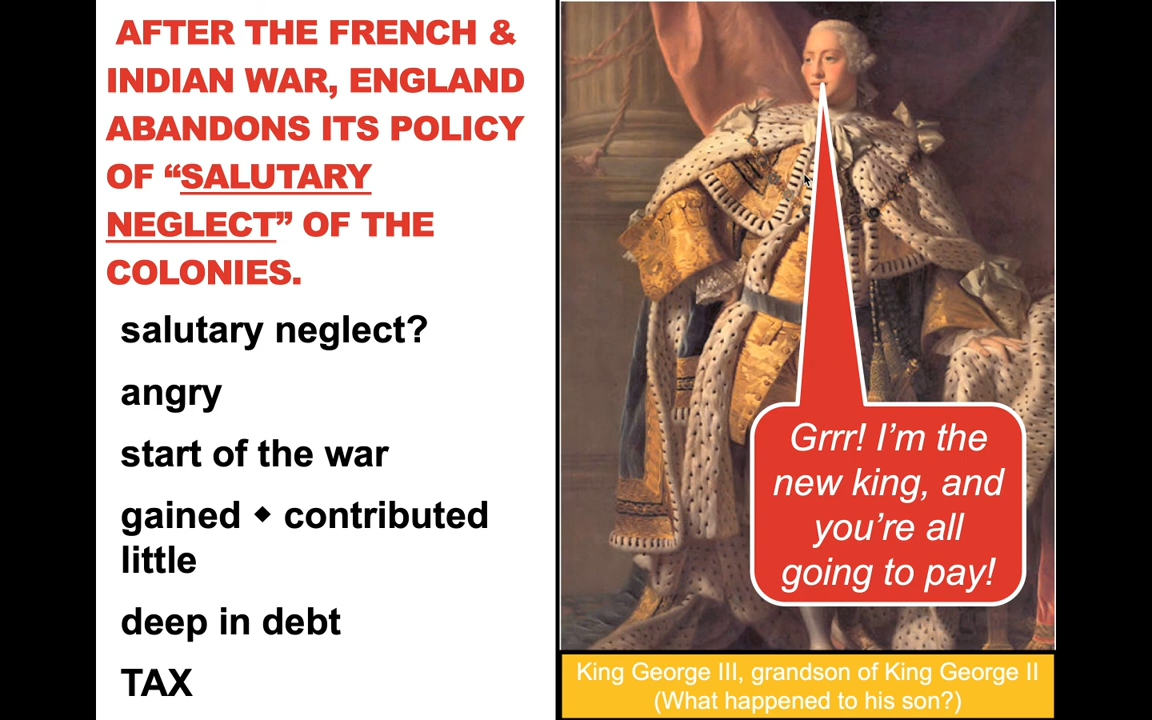 AFTER THE FRENCH &
INDIAN WAR, ENGLAND
ABANDONS ITS POLICY
OF “SALUTARY
NEGLECT” OF THE
COLONIES.
salutary neglect?
angry
start of the war
gained ◆ contributed
little
deep in debt
TAX
Grrr! I’m the
new king, and
you’re all
going to pay!
King George III, grandson of King George II
(What happened to his son?)